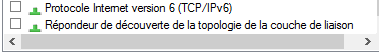 Protocole Internet version 6 (TCP/IPv6)
Répondeur de découverte de la topologie de la couche de liaison